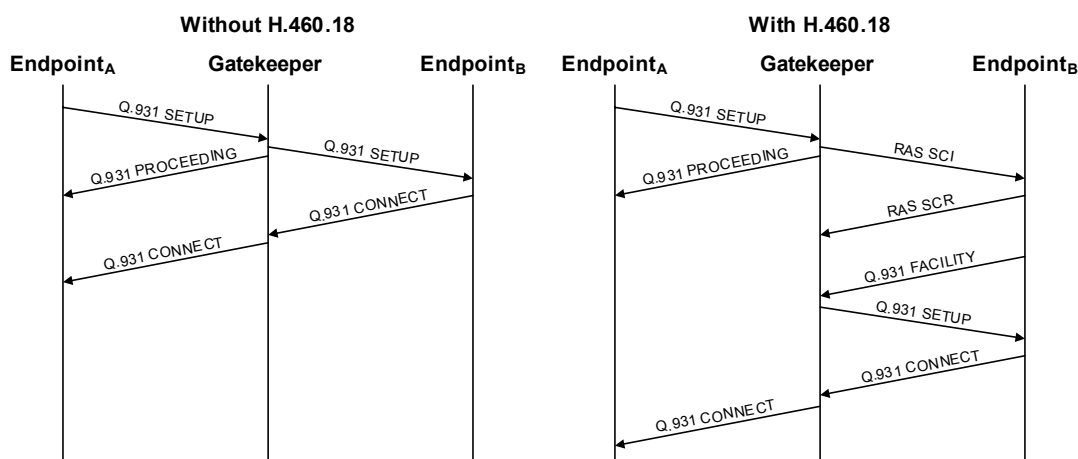 Without H.460.18
EndpointA Gatekeeper EndpointB
Q.931 SETUP
Q.931 SETUP
Q.931 PROCEEDING
Q.931 CONNECT
Q.931 CONNECT
With H.460.18
EndpointA Gatekeeper EndpointB
Q.931 SETUP
RAS SCI
Q.931 PROCEEDING
RAS SCR
Q.931 FACILITY
Q.931 SETUP
Q.931 CONNECT
Q.931 CONNECT